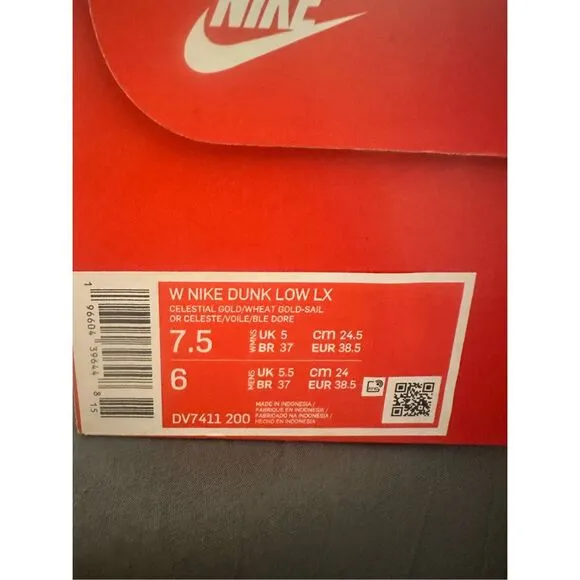 NIKE
W NIKE DUNK LOW LX
CELESTIAL GOLD/WHEAT GOLD-SAIL
OR CELESTE/VOILE/BLE DORE
7.5 WMNS UK 5 CM 24.5
BR 37 EUR 38.5
6 MENS UK 5.5 CM 24
BR 37 EUR 38.5
DV7411 200
MADE IN INDONESIA /
FABRIQUE EN INDONESIE /
FABRICADO NA INDONESIA /
HECHO EN INDONESIA
1 96604 39644 8 15